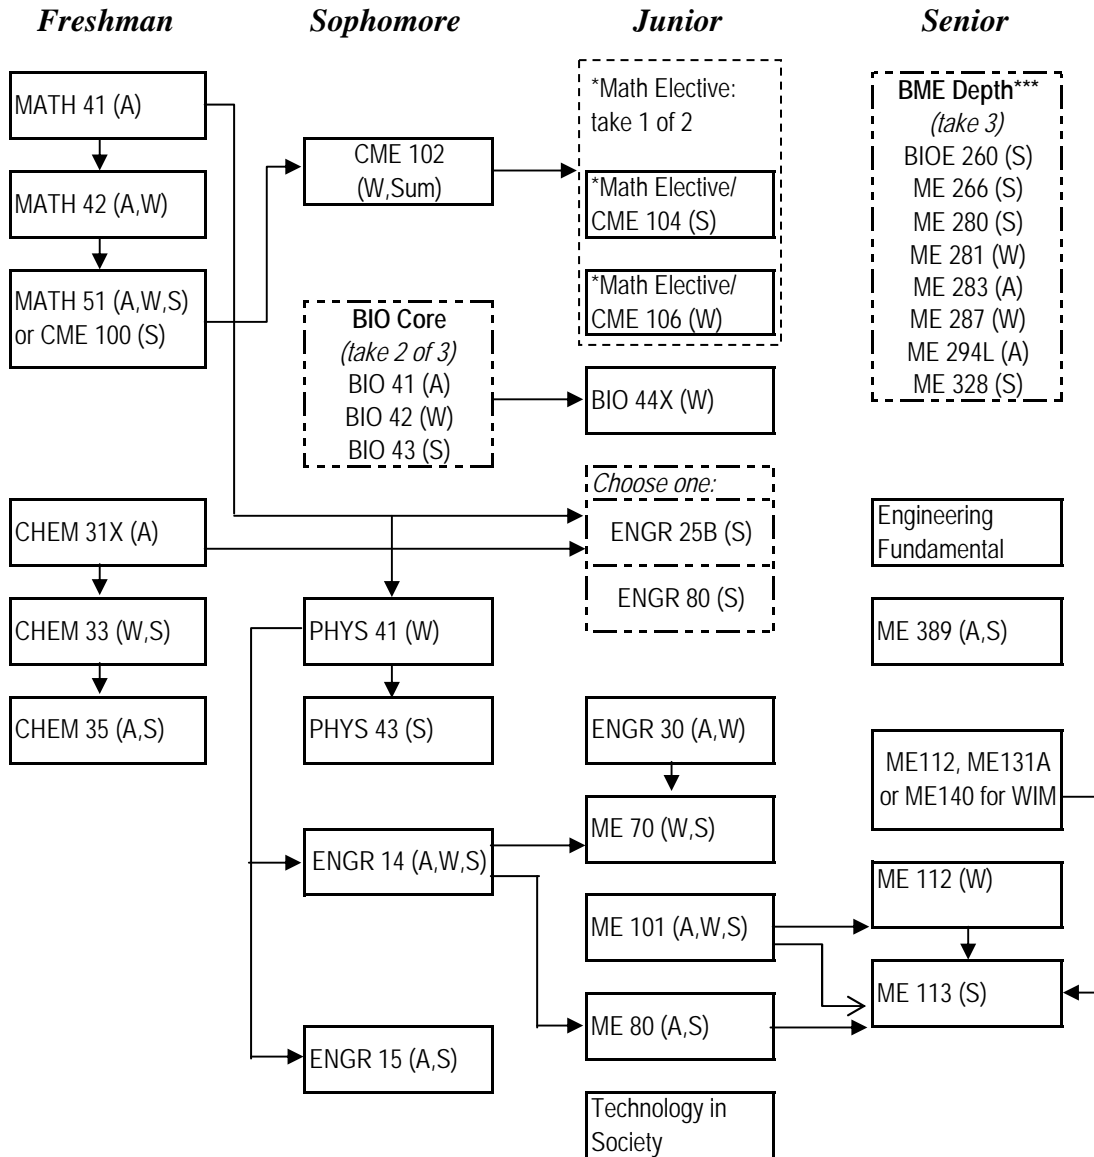 Freshman
Sophomore
Junior
Senior
MATH 41 (A)
MATH 42 (A,W)
MATH 51 (A,W,S)
or CME 100 (S)
CHEM 31X (A)
CHEM 33 (W,S)
CHEM 35 (A,S)
CME 102
(W,Sum)
BIO Core
(take 2 of 3)
BIO 41 (A)
BIO 42 (W)
BIO 43 (S)
PHYS 41 (W)
PHYS 43 (S)
ENGR 14 (A,W,S)
ENGR 15 (A,S)
*Math Elective:
take 1 of 2
*Math Elective/
CME 104 (S)
*Math Elective/
CME 106 (W)
BIO 44X (W)
Choose one:
ENGR 25B (S)
ENGR 80 (S)
ENGR 30 (A,W)
ME 70 (W,S)
ME 101 (A,W,S)
ME 80 (A,S)
Technology in
Society
BME Depth***
(take 3)
BIOE 260 (S)
ME 266 (S)
ME 280 (S)
ME 281 (W)
ME 283 (A)
ME 287 (W)
ME 294L (A)
ME 328 (S)
Engineering
Fundamental
ME 389 (A,S)
ME112, ME131A
or ME140 for WIM
ME 112 (W)
ME 113 (S)